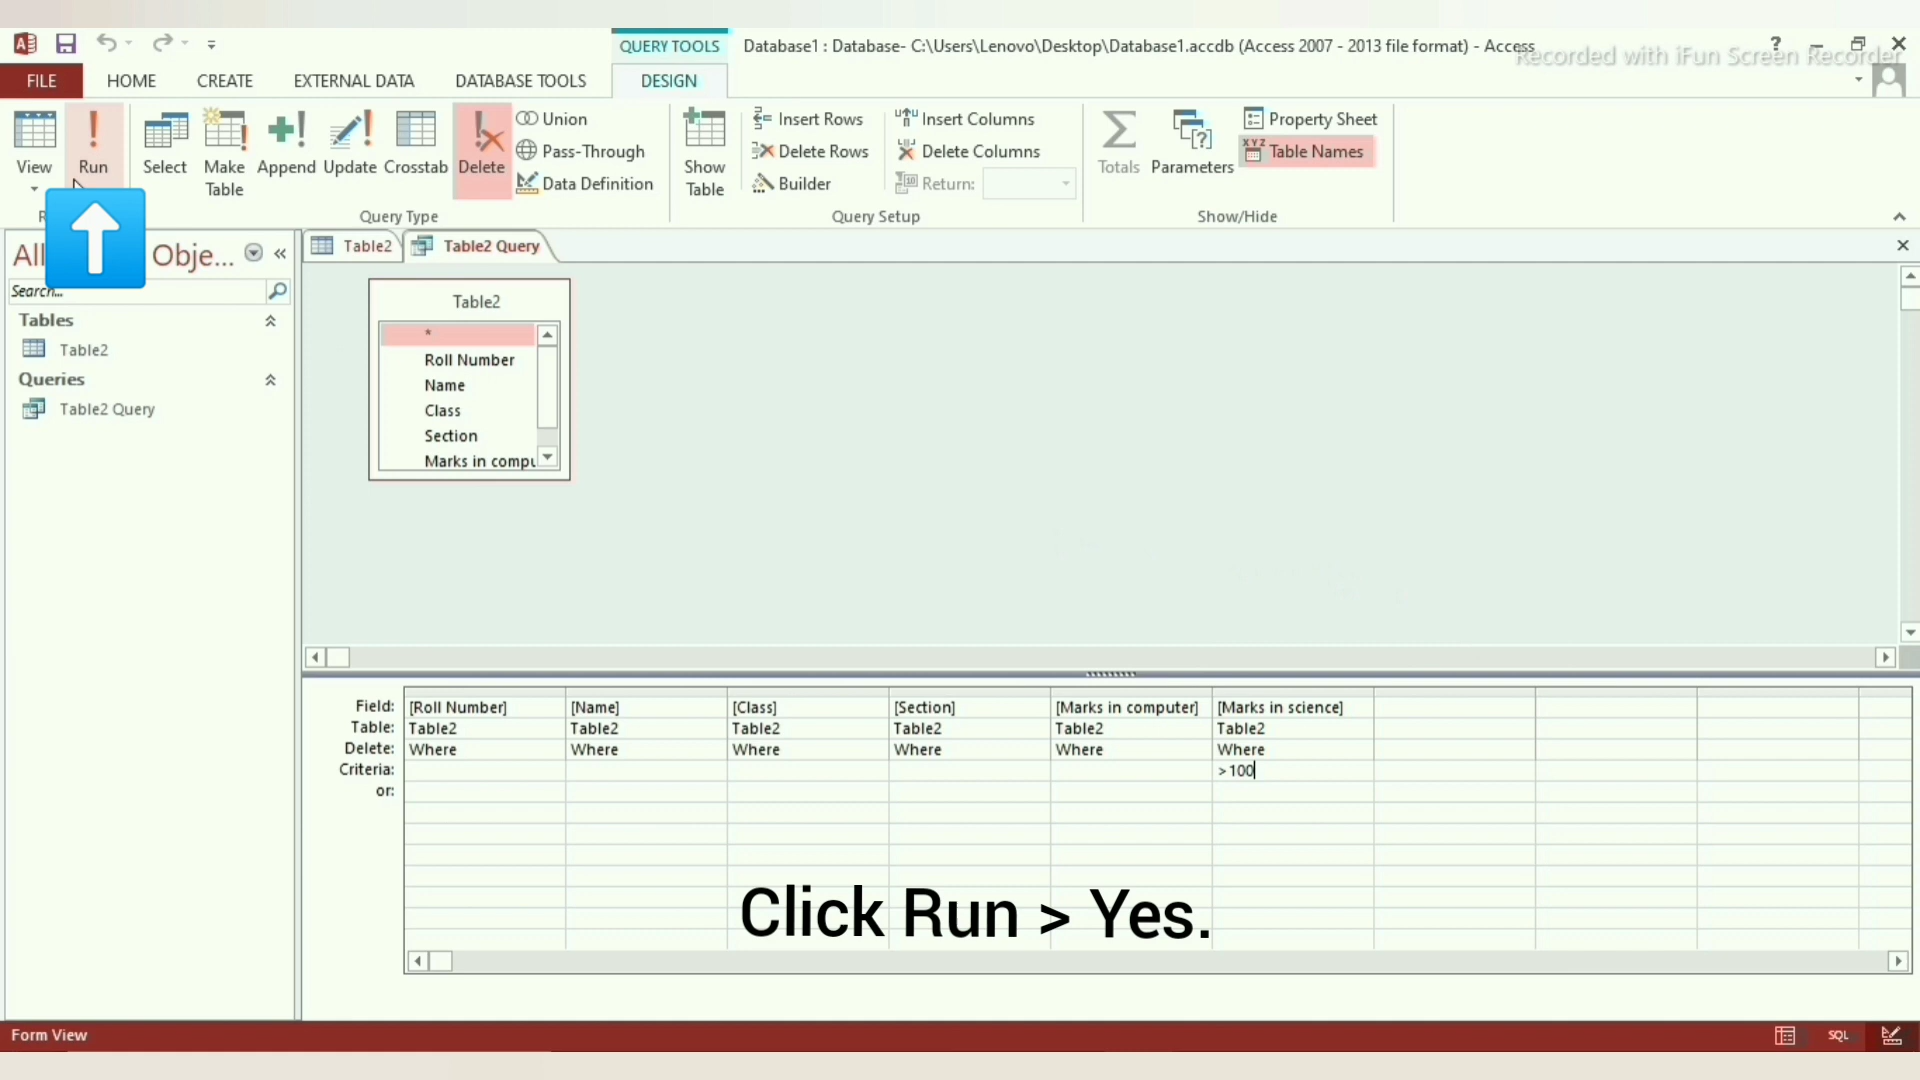 QUERY TOOLS
Database1 : Database- C:\Users\Lenovo\Desktop\Database1.accdb (Access 2007 - 2013 file format) - Access
?
Recorded with iFun Screen Recorder
FILE HOME CREATE EXTERNAL DATA DATABASE TOOLS DESIGN
View Run Select Make Table Append Update Crosstab Delete
Union
Pass-Through
Data Definition
Show Table
Insert Rows
Delete Rows
Builder
Insert Columns
Delete Columns
Return:
Totals Parameters
Property Sheet
Table Names
Query Type Query Setup Show/Hide
All Obje...
Search...
Tables
Table2
Queries
Table2 Query
Table2 Table2 Query
Table2
*
Roll Number
Name
Class
Section
Marks in compu
Field: [Roll Number] [Name] [Class] [Section] [Marks in computer] [Marks in science]
Table: Table2 Table2 Table2 Table2 Table2 Table2
Delete: Where Where Where Where Where Where
Criteria: >100
or:
Click Run > Yes.
Form View SQL